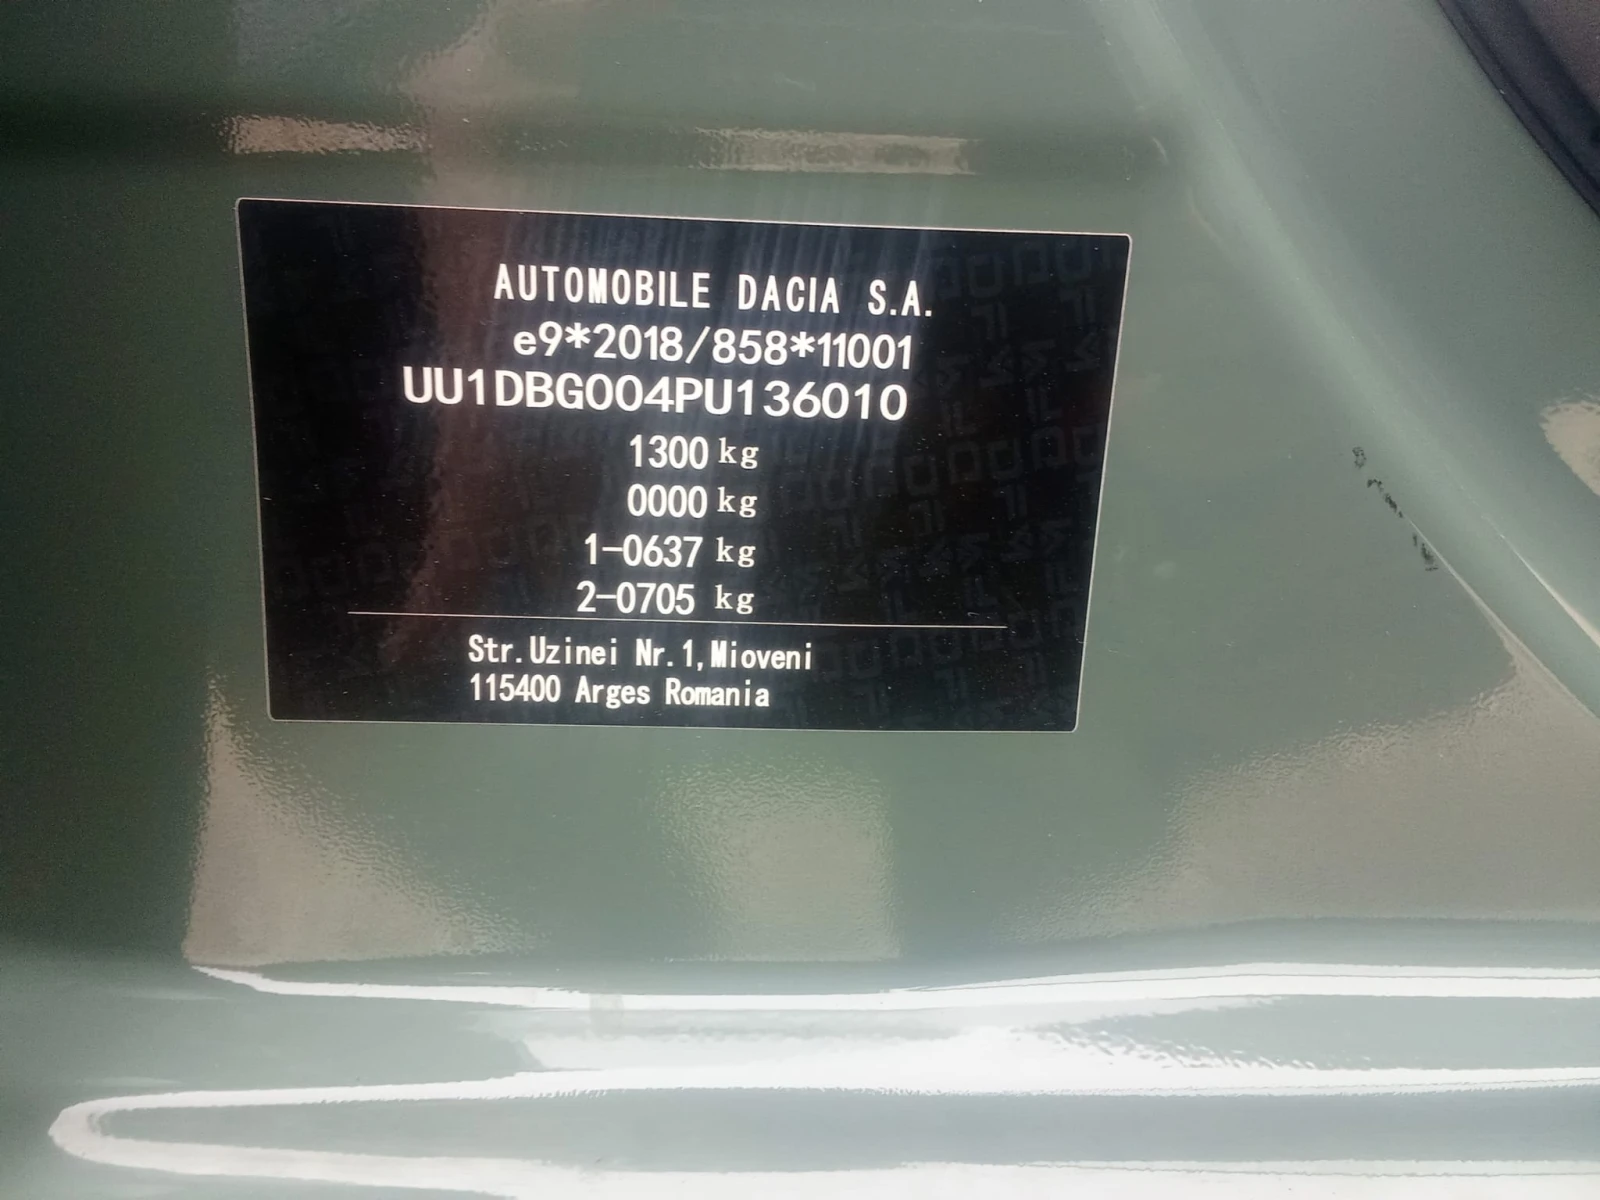 AUTOMOBILE DACIA S.A.
e9*2018/858*11001
UU1DBG004PU136010
1300 kg
0000 kg
1-0637 kg
2-0705 kg
Str.Uzinei Nr.1,Mioveni
115400 Arges Romania